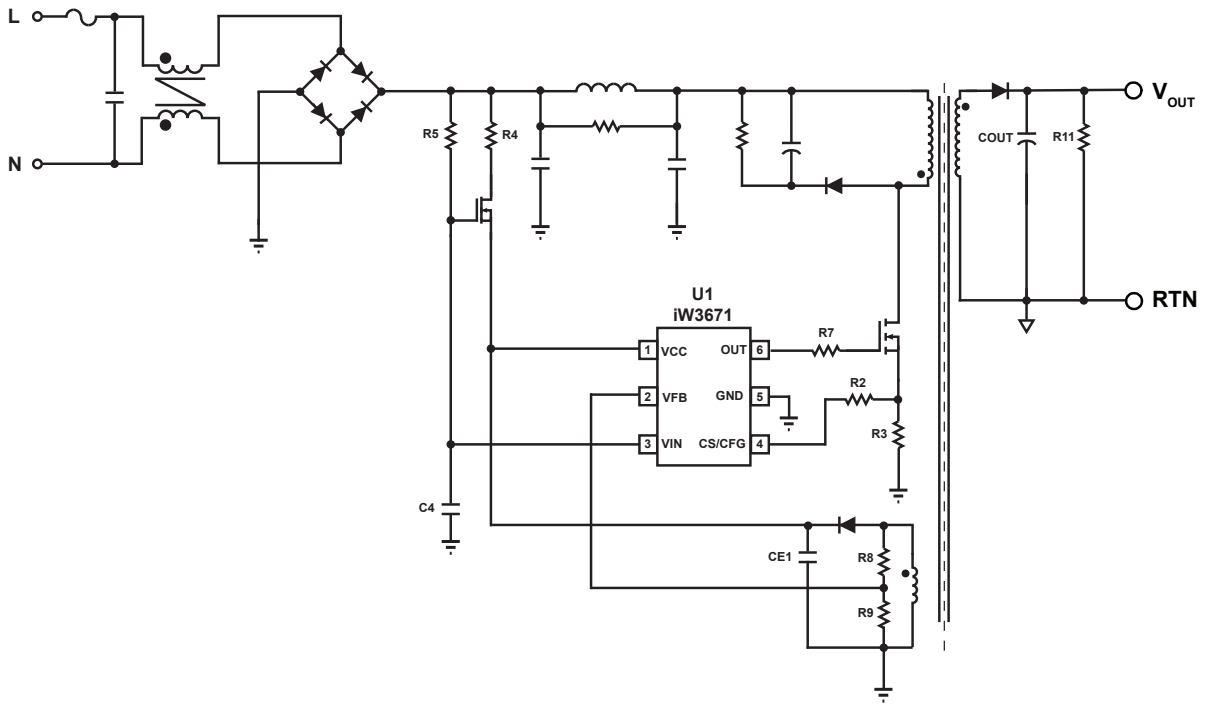 L
N
R5
R4
COUT
R11
V OUT
RTN
U1
iW3671
1 VCC
OUT 6
2 VFB
GND 5
3 VIN
CS/CFG 4
R7
R2
R3
C4
CE1
R8
R9